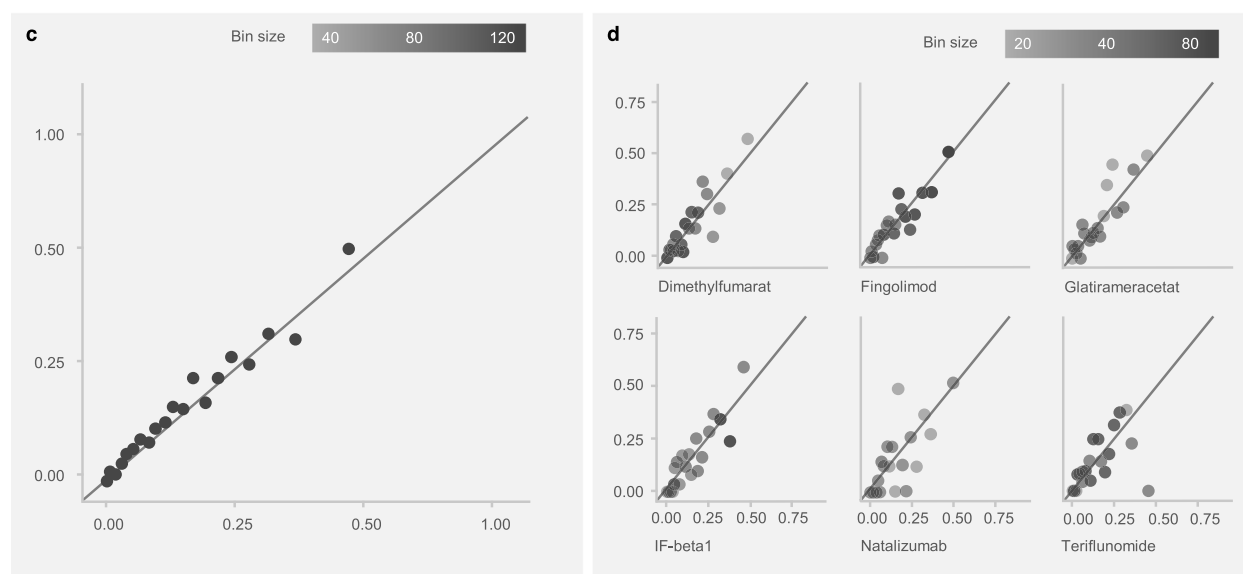 c
Bin size 40 80 120
1.00
0.50
0.25
0.00
0.00 0.25 0.50 1.00
d
Bin size 20 40 80
0.75
0.50
0.25
0.00
Dimethylfumarat Fingolimod Glatirameracetat
0.75
0.50
0.25
0.00
0.00 0.25 0.50 0.75 0.00 0.25 0.50 0.75 0.00 0.25 0.50 0.75
IF-beta1 Natalizumab Teriflunomide